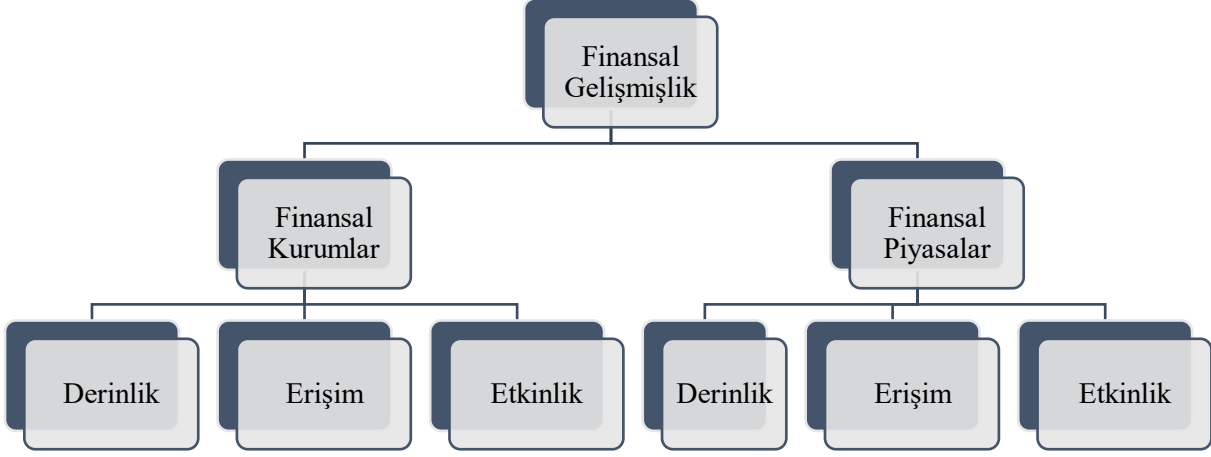 Finansal
Gelişmişlik
Finansal
Kurumlar
Finansal
Piyasalar
Derinlik
Erişim
Etkinlik
Derinlik
Erişim
Etkinlik